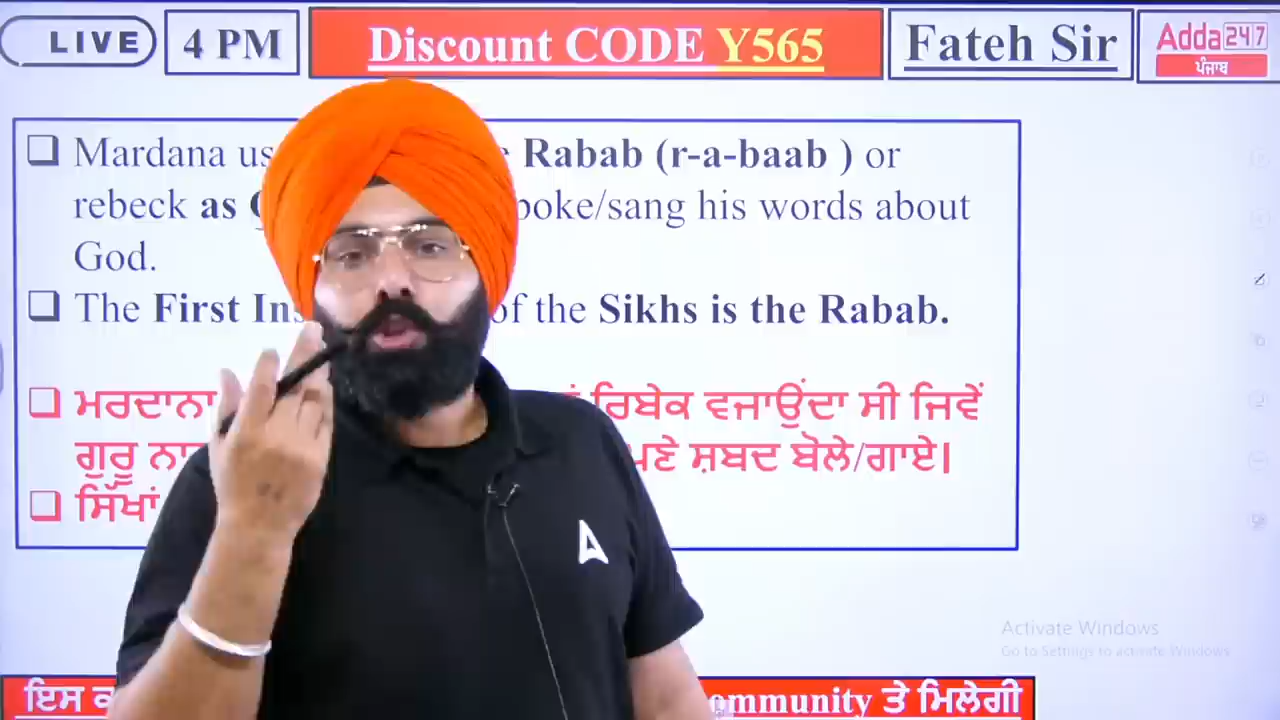 LIVE 4 PM Discount CODE Y565 Fateh Sir Adda247
ਪੰਜਾਬ
Mardana us Rabab (r-a-baab ) or
rebeck as poke/sang his words about
God.
The First Ins of the Sikhs is the Rabab.
ਮਰਦਾਨਾ ਰਿਬੇਕ ਵਜਾਉਂਦਾ ਸੀ ਜਿਵੇਂ
ਗੁਰੂ ਨਾ ਸ਼ਬਦ ਬੋਲੇ/ਗਾਏ।
ਸਿੱਖਾਂ
Activate Windows
Go to Settings to activate Windows.
ਇਸ ommunity ਤੇ ਮਿਲੇਗੀ